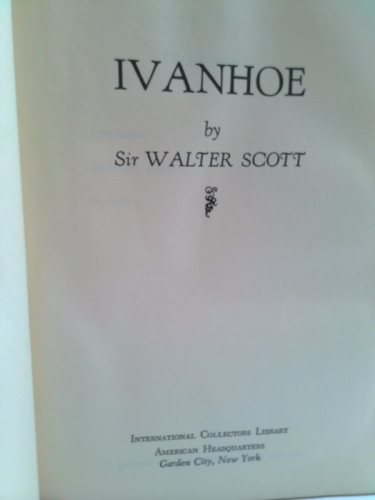 IVANHOE
by
Sir WALTER SCOTT
International Collectors Library
American Headquarters
Garden City, New York